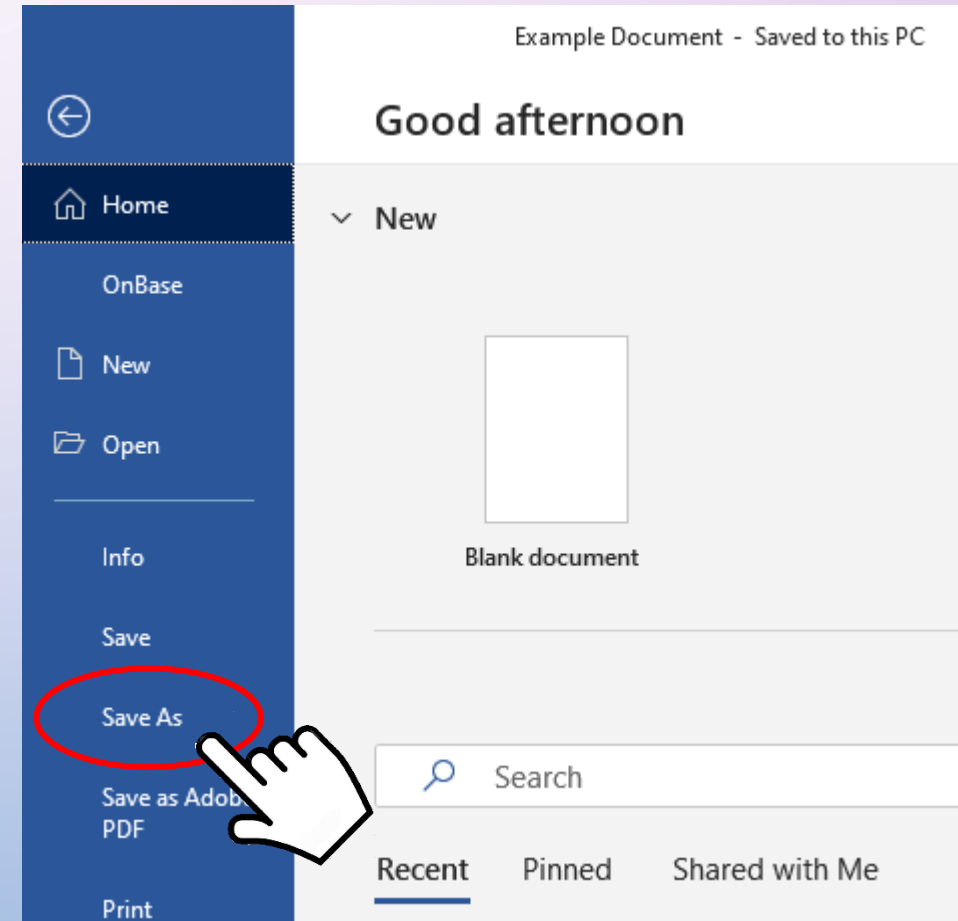 Example Document - Saved to this PC
Good afternoon
Home
New
OnBase
New
Open
Blank document
Info
Save
Save As
Search
Save as Adobe
PDF
Recent Pinned Shared with Me
Print